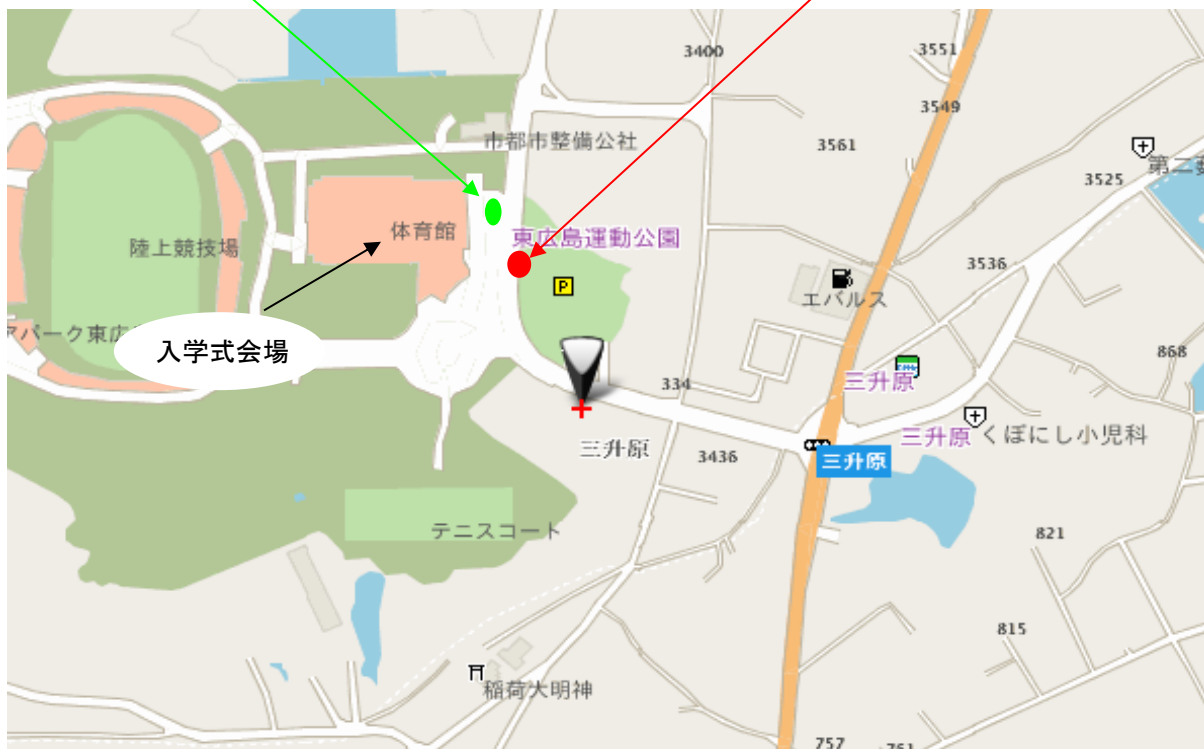 3400
3551
3549
市都市整備公社
3561
3525
体育館
東広島運動公園
陸上競技場
P
3536
エバルス
アパーク東広
入学式会場
868
334
三升原
三升原
くぼにし小児科
三升原
3436
三升原
テニスコート
821
815
稲荷大明神
757
761